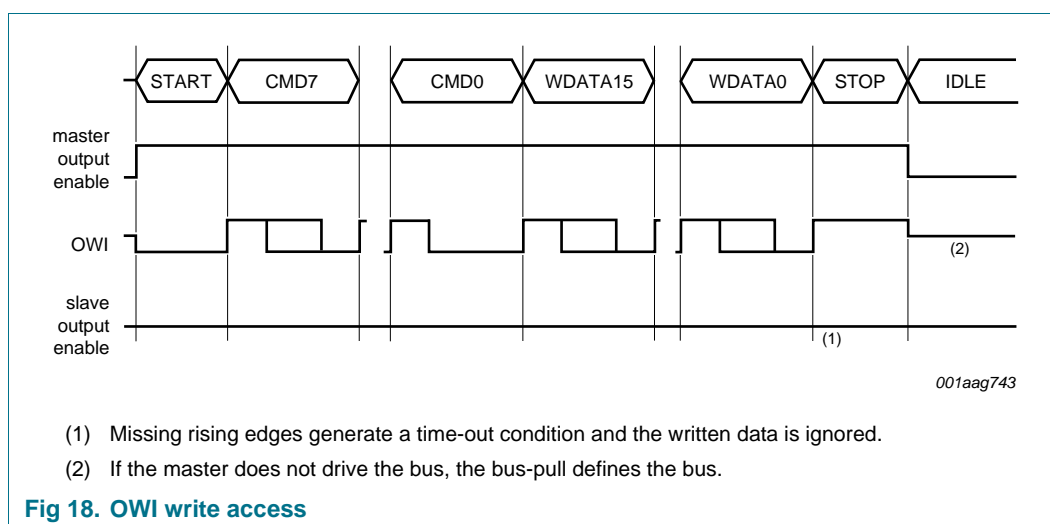 START CMD7 CMD0 WDATA15 WDATA0 STOP IDLE
master
output
enable
OWI
(2)
slave
output
enable
(1)
001aag743
(1) Missing rising edges generate a time-out condition and the written data is ignored.
(2) If the master does not drive the bus, the bus-pull defines the bus.
Fig 18. OWI write access